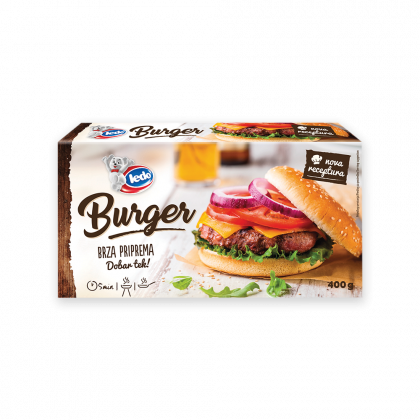 ledo
Burger
nova
receptura
ledo
Burger
BRZA PRIPREMA
Dobar tek!
5 min
400 g